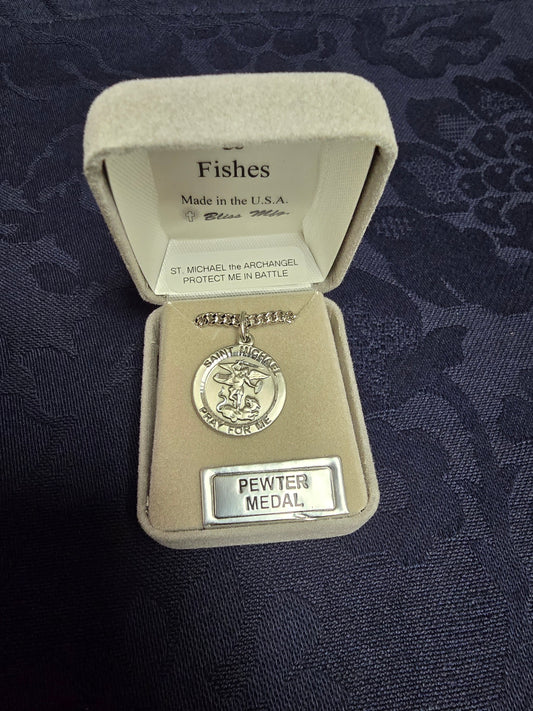 Fishes
Made in the U.S.A.
Bliss Mfg.
ST. MICHAEL the ARCHANGEL
PROTECT ME IN BATTLE
SAINT MICHAEL
PRAY FOR ME
PEWTER
MEDAL